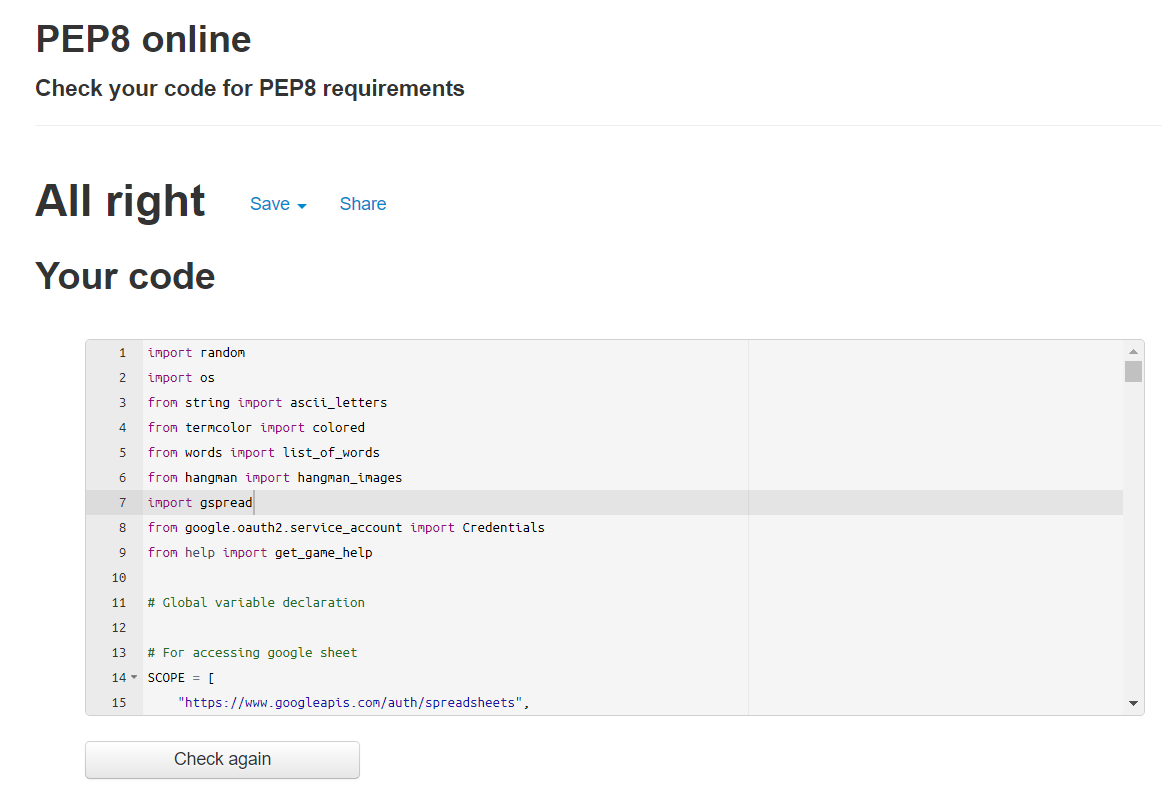 PEP8 online
Check your code for PEP8 requirements
All right Save Share
Your code
1 import random
2 import os
3 from string import ascii_letters
4 from termcolor import colored
5 from words import list_of_words
6 from hangman import hangman_images
7 import gspread
8 from google.oauth2.service_account import Credentials
9 from help import get_game_help
10
11 # Global variable declaration
12
13 # For accessing google sheet
14 SCOPE = [
15     "https://www.googleapis.com/auth/spreadsheets",
Check again